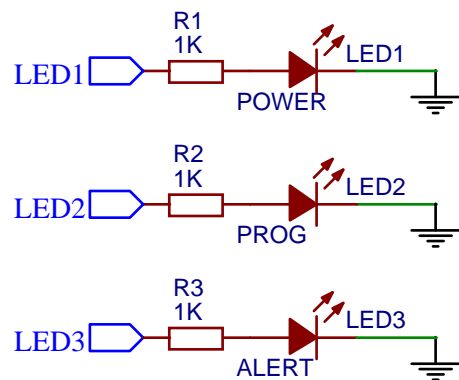 R1
1K
LED1
LED1
POWER
R2
1K
LED2
LED2
PROG
R3
1K
LED3
LED3
ALERT